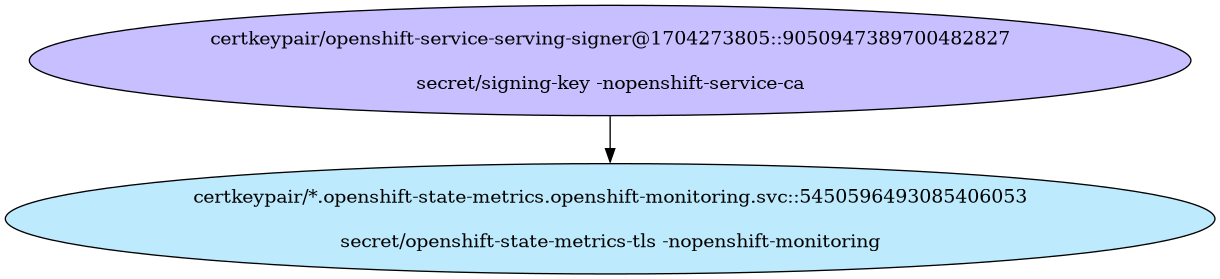 certkeypair/openshift-service-serving-signer@1704273805::9050947389700482827
secret/signing-key -nopenshift-service-ca
certkeypair/*.openshift-state-metrics.openshift-monitoring.svc::5450596493085406053
secret/openshift-state-metrics-tls -nopenshift-monitoring